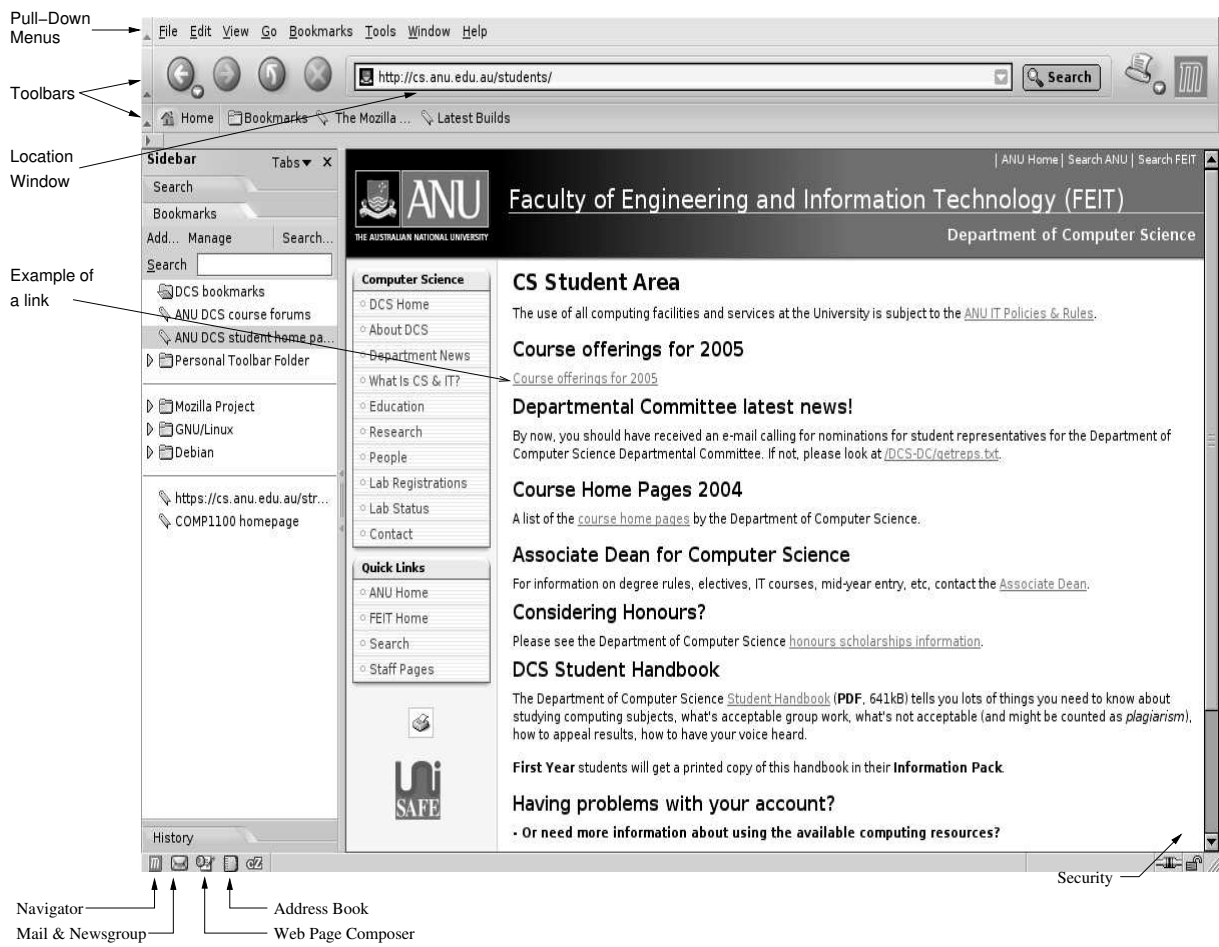 Pull–Down
Menus
File Edit View Go Bookmarks Tools Window Help
http://cs.anu.edu.au/students/
Search
Toolbars
Home Bookmarks The Mozilla ... Latest Builds
Location
Window
Sidebar Tabs X
Search
Bookmarks
Add... Manage Search...
Search
Example of
a link
DCS bookmarks
ANU DCS course forums
ANU DCS student home pa...
Personal Toolbar Folder
Mozilla Project
GNU/Linux
Debian
https://cs.anu.edu.au/str...
COMP1100 homepage
History
| ANU Home | Search ANU | Search FEIT
ANU
THE AUSTRALIAN NATIONAL UNIVERSITY
Faculty of Engineering and Information Technology (FEIT)
Department of Computer Science
Computer Science
DCS Home
About DCS
Department News
What Is CS & IT?
Education
Research
People
Lab Registrations
Lab Status
Contact
Quick Links
ANU Home
FEIT Home
Search
Staff Pages
UNI
SAFE
CS Student Area
The use of all computing facilities and services at the University is subject to the ANU IT Policies & Rules.
Course offerings for 2005
Course offerings for 2005
Departmental Committee latest news!
By now, you should have received an e-mail calling for nominations for student representatives for the Department of
Computer Science Departmental Committee. If not, please look at /DCS-DC/getreps.txt.
Course Home Pages 2004
A list of the course home pages by the Department of Computer Science.
Associate Dean for Computer Science
For information on degree rules, electives, IT courses, mid-year entry, etc, contact the Associate Dean.
Considering Honours?
Please see the Department of Computer Science honours scholarships information.
DCS Student Handbook
The Department of Computer Science Student Handbook (PDF, 641kB) tells you lots of things you need to know about
studying computing subjects, what's acceptable group work, what's not acceptable (and might be counted as plagiarism),
how to appeal results, how to have your voice heard.
First Year students will get a printed copy of this handbook in their Information Pack.
Having problems with your account?
- Or need more information about using the available computing resources?
cZ
Security
Navigator
Address Book
Mail & Newsgroup
Web Page Composer